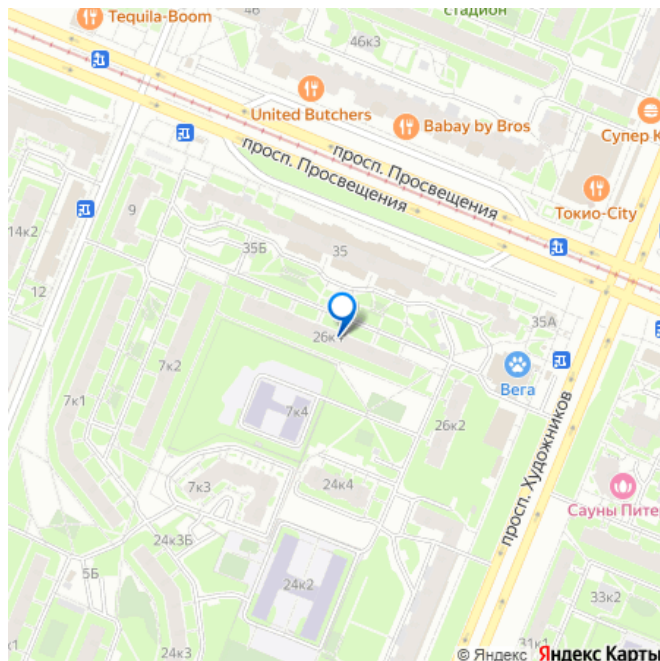 46
стадион
Tequila-Boom
46к3
United Butchers
Babay by Bros
Супер К
просп. Просвещения
просп. Просвещения
Токио-City
9
14к2
35Б
35
12
35А
26к
7к2
Вега
7к1
7к4
26к2
просп. Художников
7к3
24к4
Сауны Питер
24к3Б
5Б
24к2
33к2
к1
24к3
31к1
© Яндекс Яндекс Карты